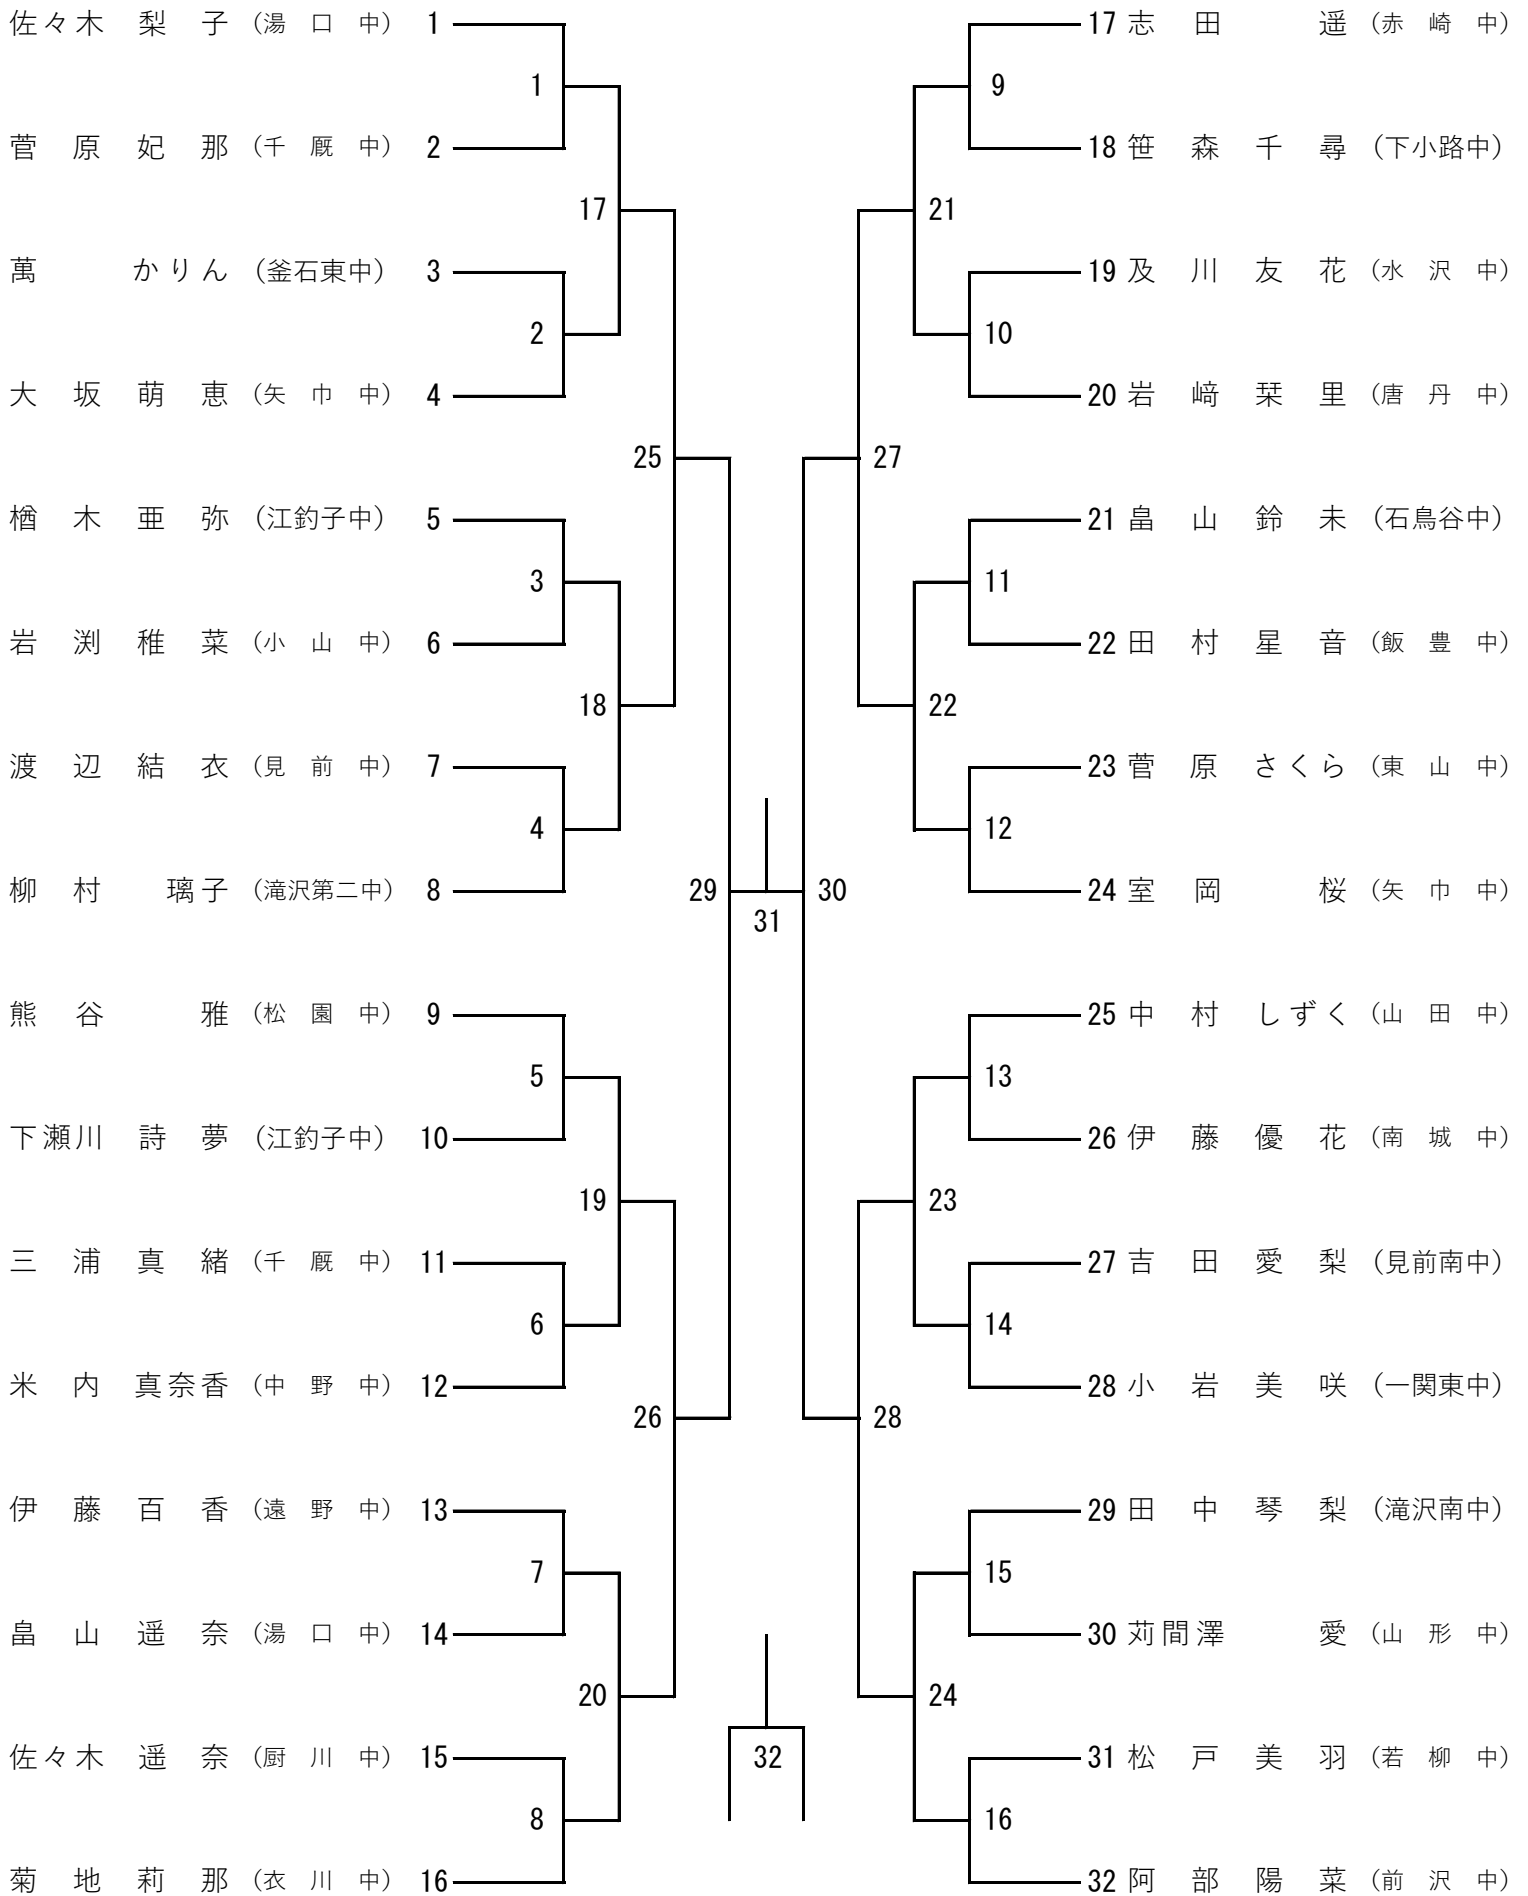 佐々木 梨 子 （湯 口 中） 1
1
菅 原 妃 那 （千 厩 中） 2
17
萬 かりん （釜石東中） 3
2
大 坂 萌 恵 （矢 巾 中） 4
25
楢 木 亜 弥 （江釣子中） 5
3
岩 渕 稚 菜 （小 山 中） 6
18
渡 辺 結 衣 （見 前 中） 7
4
柳 村 璃子 （滝沢第二中） 8
29
熊 谷 雅 （松 園 中） 9
5
下瀬川 詩 夢 （江釣子中） 10
19
三 浦 真 緒 （千 厩 中） 11
6
米 内 真奈香 （中 野 中） 12
26
伊 藤 百 香 （遠 野 中） 13
7
畠 山 遥 奈 （湯 口 中） 14
20
佐々木 遥 奈 （厨 川 中） 15
8
菊 地 莉 那 （衣 川 中） 16
31
32
17 志 田 遥 （赤 崎 中）
9
18 笹 森 千 尋 （下小路中）
21
19 及 川 友 花 （水 沢 中）
10
20 岩 﨑 栞 里 （唐 丹 中）
27
21 畠 山 鈴 未 （石鳥谷中）
11
22 田 村 星 音 （飯 豊 中）
22
23 菅 原 さくら （東 山 中）
12
24 室 岡 桜 （矢 巾 中）
30
25 中 村 しずく （山 田 中）
13
26 伊 藤 優 花 （南 城 中）
23
27 吉 田 愛 梨 （見前南中）
14
28 小 岩 美 咲 （一関東中）
28
29 田 中 琴 梨 （滝沢南中）
15
30 苅間澤 愛 （山 形 中）
24
31 松 戸 美 羽 （若 柳 中）
16
32 阿 部 陽 菜 （前 沢 中）